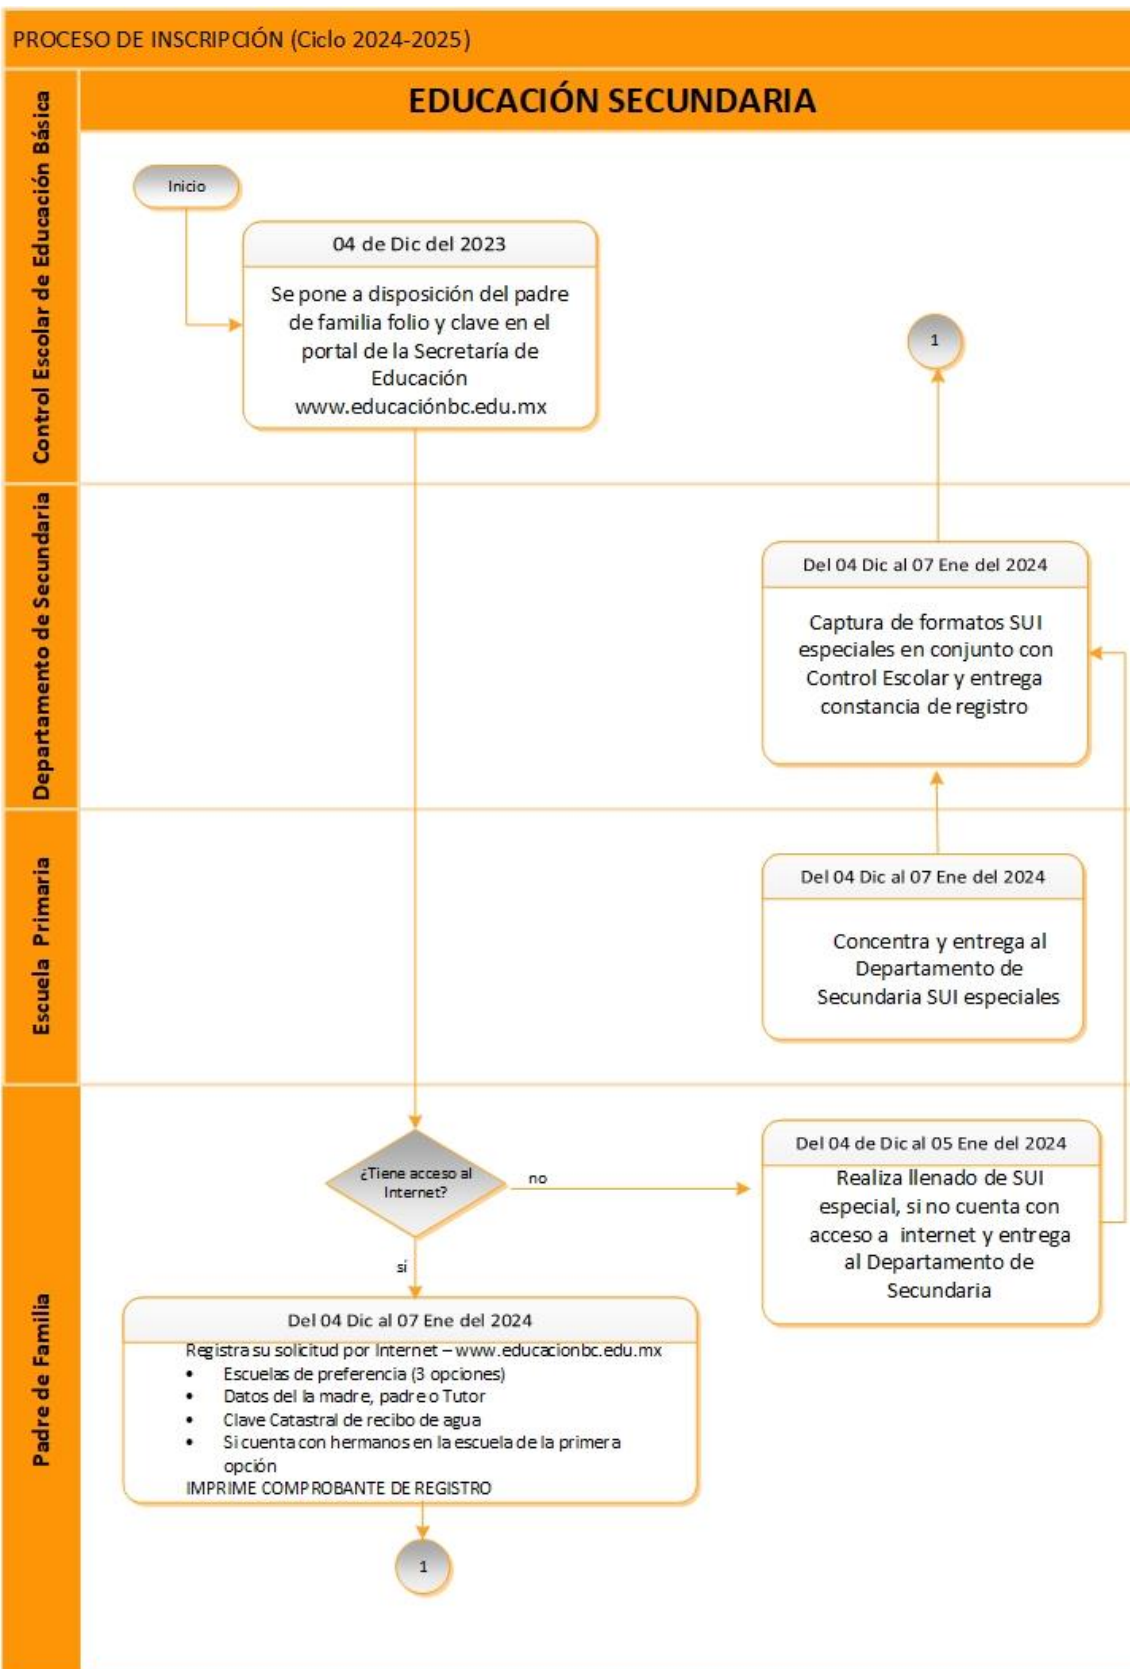 PROCESO DE INSCRIPCIÓN (Ciclo 2024-2025)
EDUCACIÓN SECUNDARIA
Control Escolar de Educación Básica
Inicio
04 de Dic del 2023
Se pone a disposición del padre
de familia folio y clave en el
portal de la Secretaría de
Educación
www.educaciónbc.edu.mx
1
Departamento de Secundaria
Del 04 Dic al 07 Ene del 2024
Captura de formatos SUI
especiales en conjunto con
Control Escolar y entrega
constancia de registro
Escuela Primaria
Del 04 Dic al 07 Ene del 2024
Concentra y entrega al
Departamento de
Secundaria SUI especiales
Padre de Familia
¿Tiene acceso al
Internet?
no
sí
Del 04 de Dic al 05 Ene del 2024
Realiza llenado de SUI
especial, si no cuenta con
acceso a internet y entrega
al Departamento de
Secundaria
Del 04 Dic al 07 Ene del 2024
Registra su solicitud por Internet – www.educacionbc.edu.mx
• Escuelas de preferencia (3 opciones)
• Datos del la madre, padre o Tutor
• Clave Catastral de recibo de agua
• Si cuenta con hermanos en la escuela de la primera
opción
IMPRIME COMPROBANTE DE REGISTRO
1